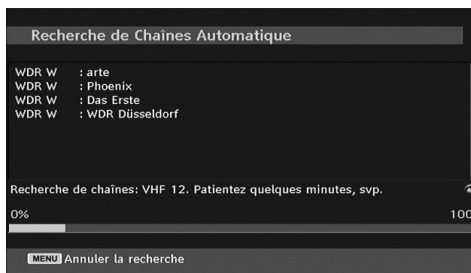 Recherche de Chaînes Automatique
WDR W : arte
WDR W : Phoenix
WDR W : Das Erste
WDR W : WDR Düsseldorf
Recherche de chaînes: VHF 12. Patientez quelques minutes, svp.
0% 100
MENU Annuler la recherche